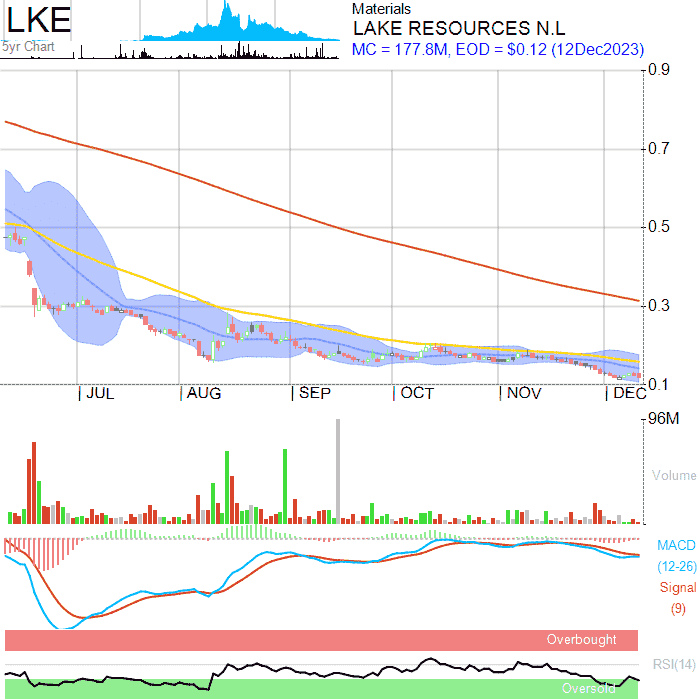 LKE
5yr Chart
Materials
LAKE RESOURCES N.L
MC = 177.8M, EOD = $0.12 (12Dec2023)
0.9
0.7
0.5
0.3
0.1
JUL AUG SEP OCT NOV DEC
96M
Volume
MACD
(12-26)
Signal
(9)
Overbought
RSI(14)
Oversold